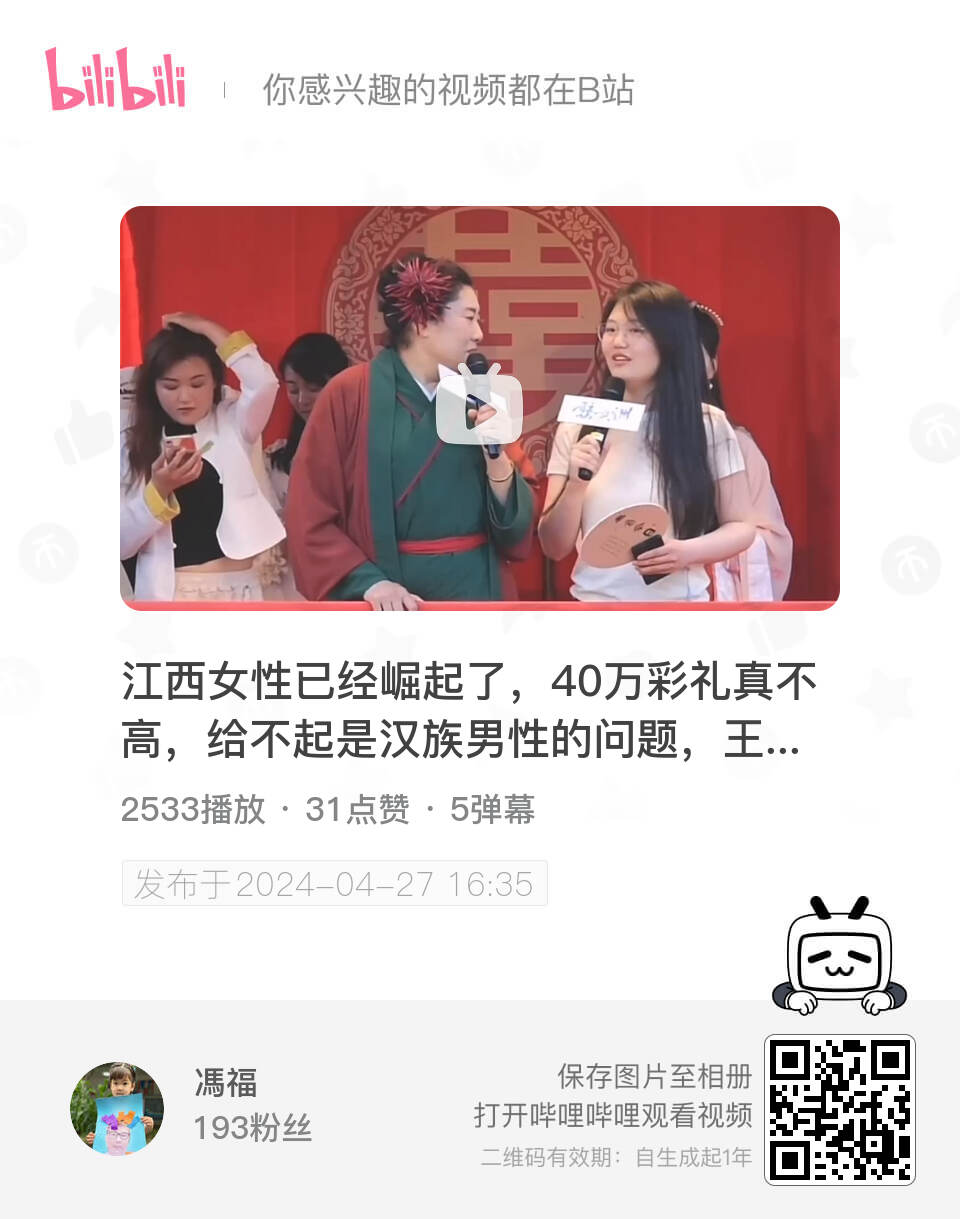 bilibili
你感兴趣的视频都在B站
江西女性已经崛起了，40万彩礼真不
高，给不起是汉族男性的问题，王...
2533播放 · 31点赞 · 5弹幕
发布于2024-04-27 16:35
馮福
193粉丝
保存图片至相册
打开哔哩哔哩观看视频
二维码有效期：自生成起1年